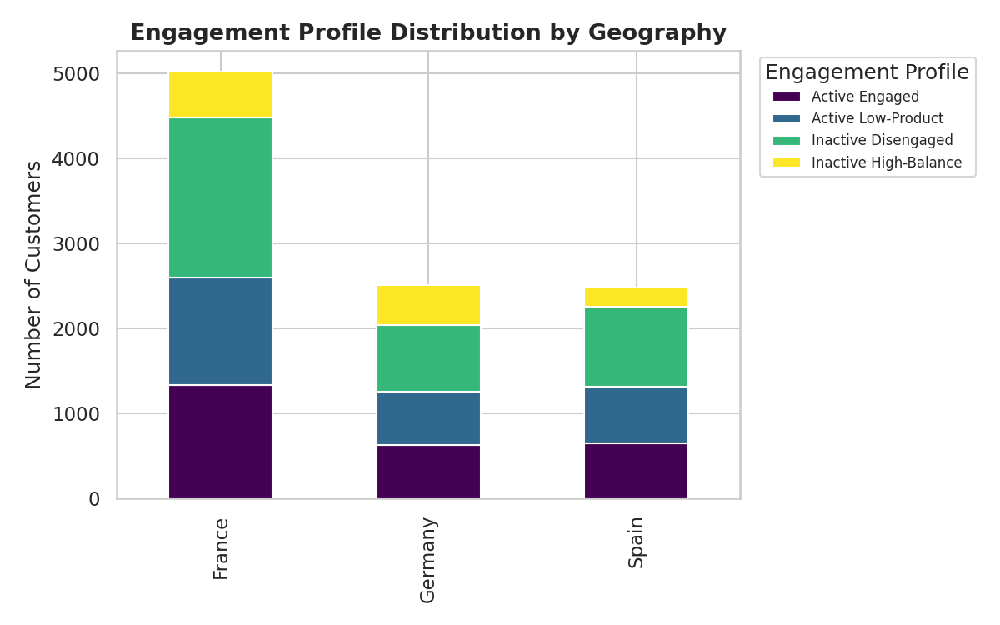 Engagement Profile Distribution by Geography
Number of Customers
5000
4000
3000
2000
1000
0
France
Germany
Spain
Engagement Profile
Active Engaged
Active Low-Product
Inactive Disengaged
Inactive High-Balance